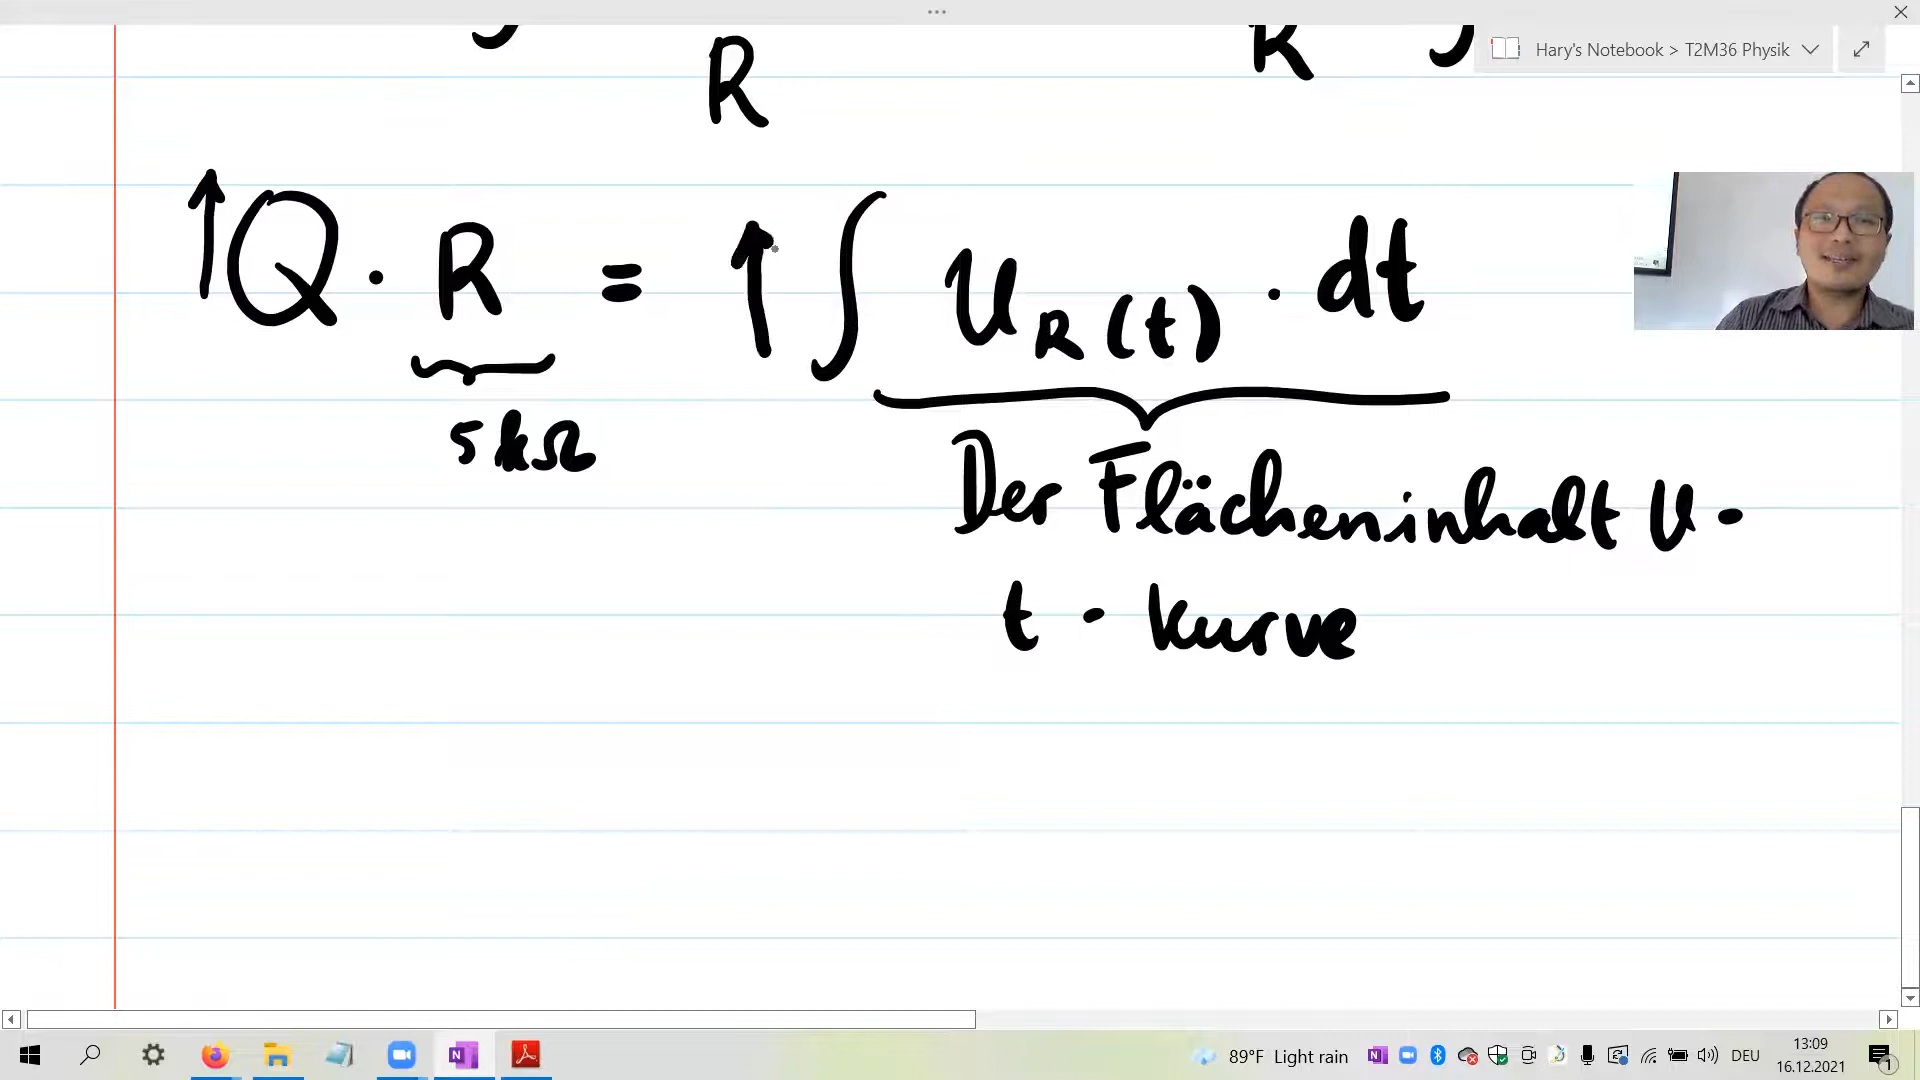 Hary's Notebook > T2M36 Physik
R
R
↑Q · R = ↑∫ U_R(t) · dt
5kΩ
Der Flächeninhalt U -
t - kurve
89°F Light rain
DEU
13:09
16.12.2021
1